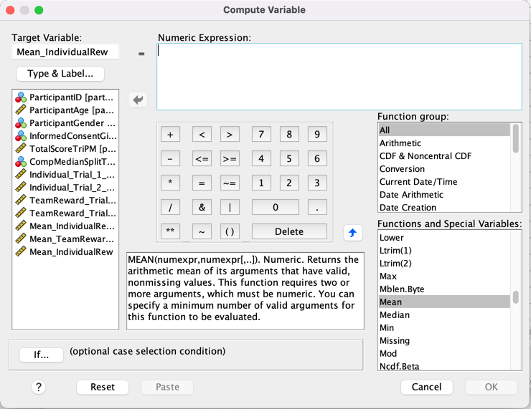 Compute Variable
Target Variable:
Mean_IndividualRew
=
Numeric Expression:
Type & Label...
ParticipantID [part...
ParticipantAge [pa...
ParticipantGender ...
InformedConsentGi...
TotalScoreTriPM [p...
CompMedianSplitT...
Individual_Trial_1_...
Individual_Trial_2_...
TeamReward_Trial...
TeamReward_Trial...
Mean_IndividualRe...
Mean_TeamRewar...
Mean_IndividualRew
+ < > 7 8 9
- <= >= 4 5 6
* = ~= 1 2 3
/ & | 0 .
** ~ ( ) Delete
MEAN(numexpr,numexpr[,..]). Numeric. Returns the
arithmetic mean of its arguments that have valid,
nonmissing values. This function requires two or
more arguments, which must be numeric. You can
specify a minimum number of valid arguments for
this function to be evaluated.
Function group:
All
Arithmetic
CDF & Noncentral CDF
Conversion
Current Date/Time
Date Arithmetic
Date Creation
Functions and Special Variables:
Lower
Ltrim(1)
Ltrim(2)
Max
Mblen.Byte
Mean
Median
Min
Missing
Mod
Ncdf.Beta
If...
(optional case selection condition)
?
Reset
Paste
Cancel
OK